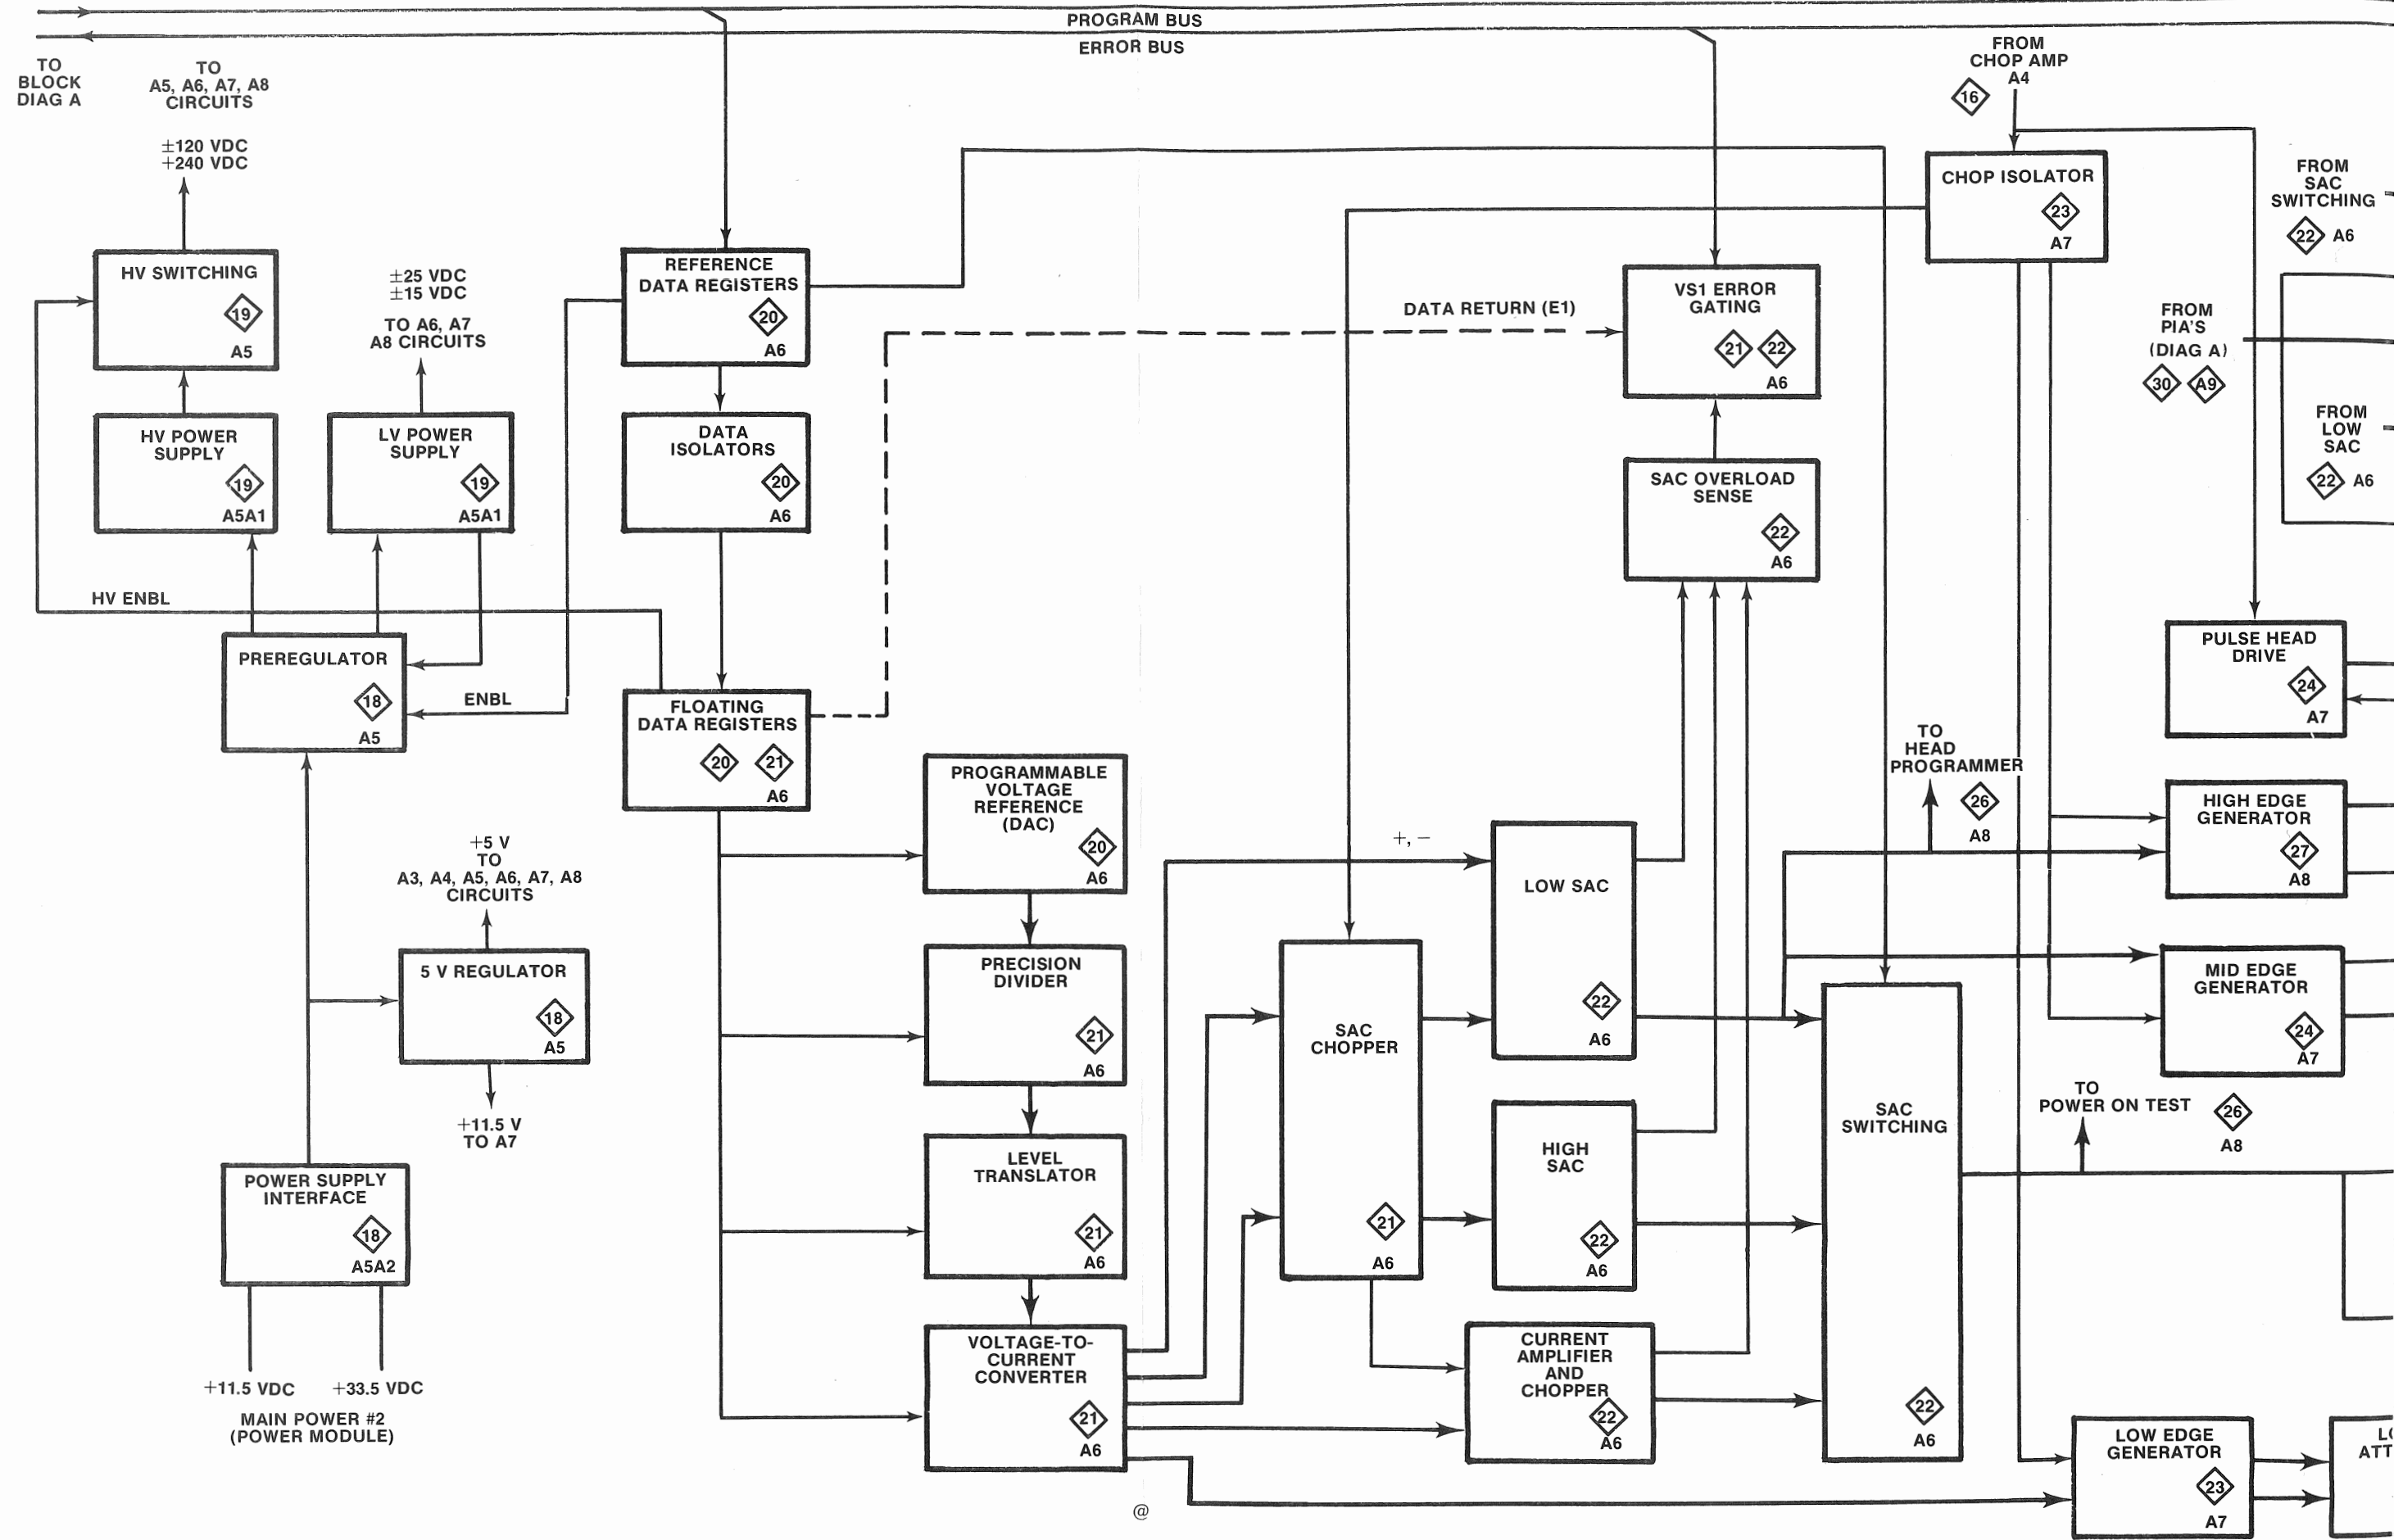 PROGRAM BUS
ERROR BUS
TO
BLOCK
DIAG A
TO
A5, A6, A7, A8
CIRCUITS
±120 VDC
+240 VDC
HV SWITCHING
19
A5
HV POWER
SUPPLY
19
A5A1
±25 VDC
±15 VDC
TO A6, A7
A8 CIRCUITS
LV POWER
SUPPLY
19
A5A1
HV ENBL
PREREGULATOR
18
A5
ENBL
+5 V
TO
A3, A4, A5, A6, A7, A8
CIRCUITS
5 V REGULATOR
18
A5
+11.5 V
TO A7
POWER SUPPLY
INTERFACE
18
A5A2
+11.5 VDC +33.5 VDC
MAIN POWER #2
(POWER MODULE)
REFERENCE
DATA REGISTERS
20
A6
DATA
ISOLATORS
20
A6
FLOATING
DATA REGISTERS
20 21
A6
PROGRAMMABLE
VOLTAGE
REFERENCE
(DAC)
20
A6
PRECISION
DIVIDER
21
A6
LEVEL
TRANSLATOR
21
A6
VOLTAGE-TO-
CURRENT
CONVERTER
21
A6
@
DATA RETURN (E1)
VS1 ERROR
GATING
21 22
A6
SAC OVERLOAD
SENSE
22
A6
+, −
LOW SAC
22
A6
SAC
CHOPPER
21
A6
HIGH
SAC
22
A6
CURRENT
AMPLIFIER
AND
CHOPPER
22
A6
SAC
SWITCHING
22
A6
FROM
CHOP AMP
A4
16
CHOP ISOLATOR
23
A7
FROM
SAC
SWITCHING
22 A6
FROM
PIA'S
(DIAG A)
30 A9
FROM
LOW
SAC
22 A6
PULSE HEAD
DRIVE
24
A7
TO
HEAD
PROGRAMMER
26
A8
HIGH EDGE
GENERATOR
27
A8
MID EDGE
GENERATOR
24
A7
TO
POWER ON TEST
26
A8
LOW EDGE
GENERATOR
23
A7
ATT